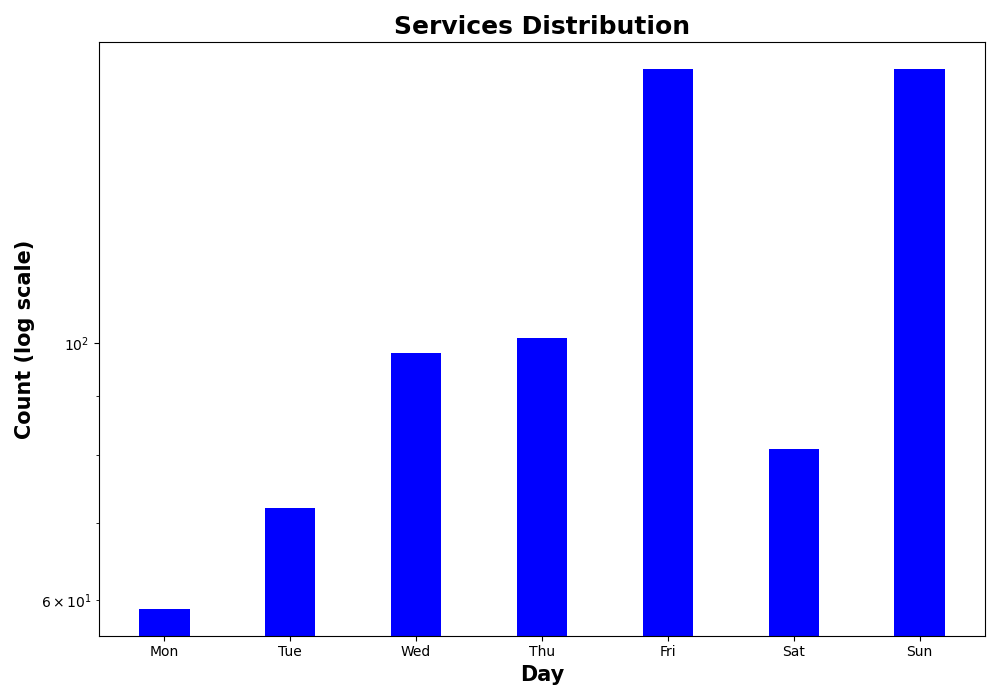 Services Distribution
Count (log scale)
10²
6 × 10¹
Mon Tue Wed Thu Fri Sat Sun
Day